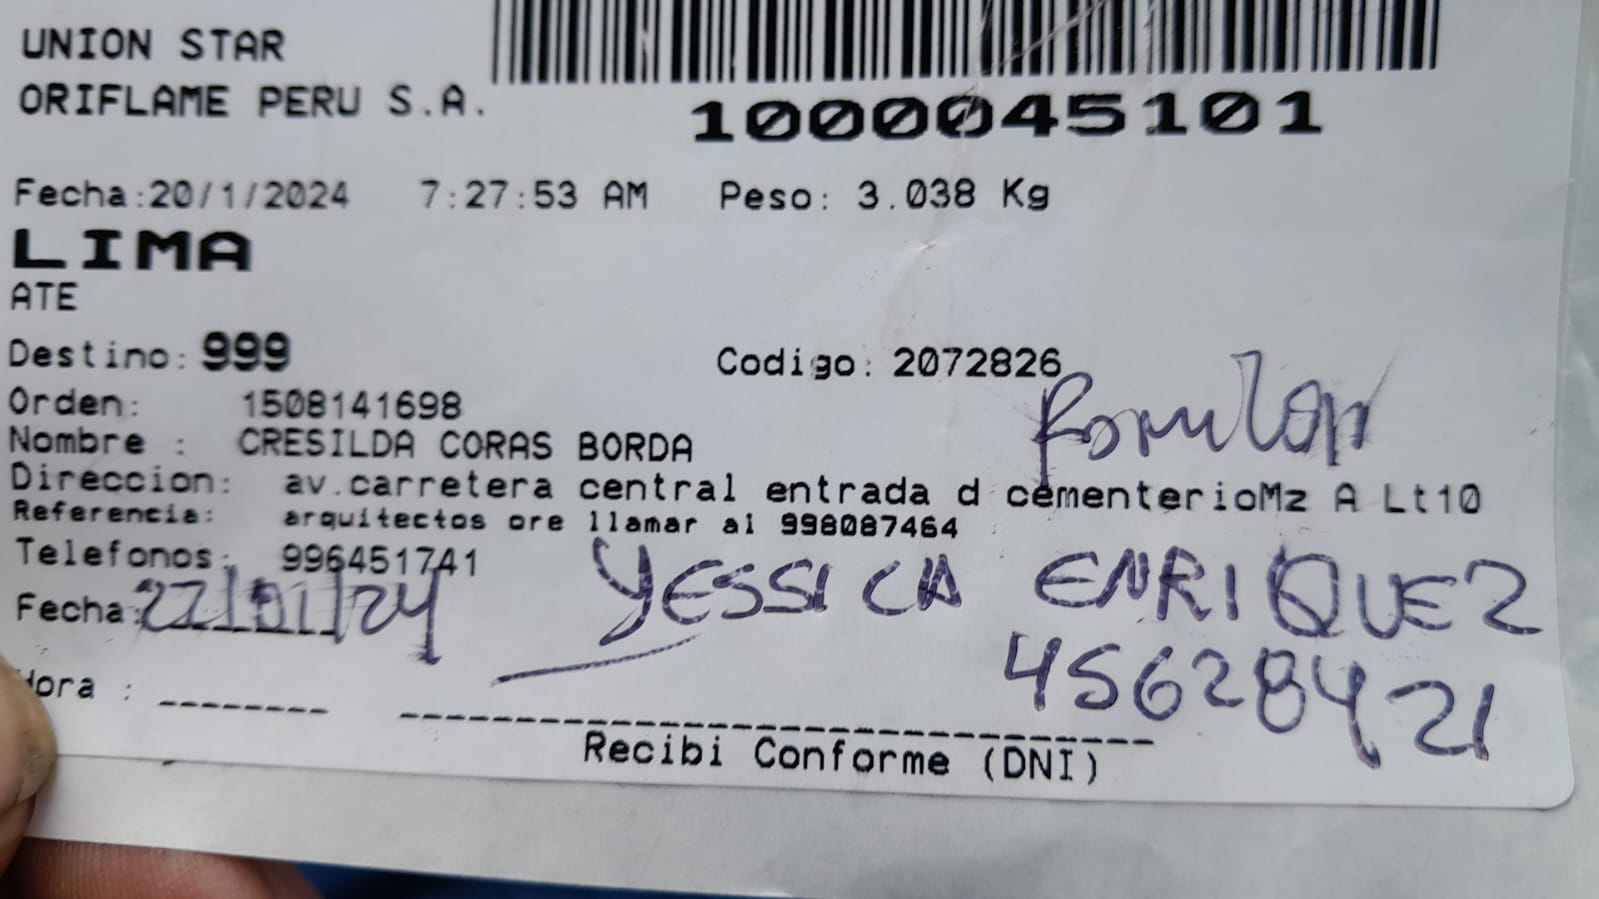 UNION STAR
ORIFLAME PERU S.A.
1000045101
Fecha:20/1/2024 7:27:53 AM Peso: 3.038 Kg
LIMA
ATE
Destino: 999 Codigo: 2072826
Orden: 1508141698
Nombre : CRESILDA CORAS BORDA
Direccion: av.carretera central entrada d cementerioMz A Lt10
Referencia: arquitectos ore llamar al 998087464
Telefonos: 996451741
YESSICA ENRIQUEZ
Fecha:22/01/24
45628421
Hora :
Recibi Conforme (DNI)